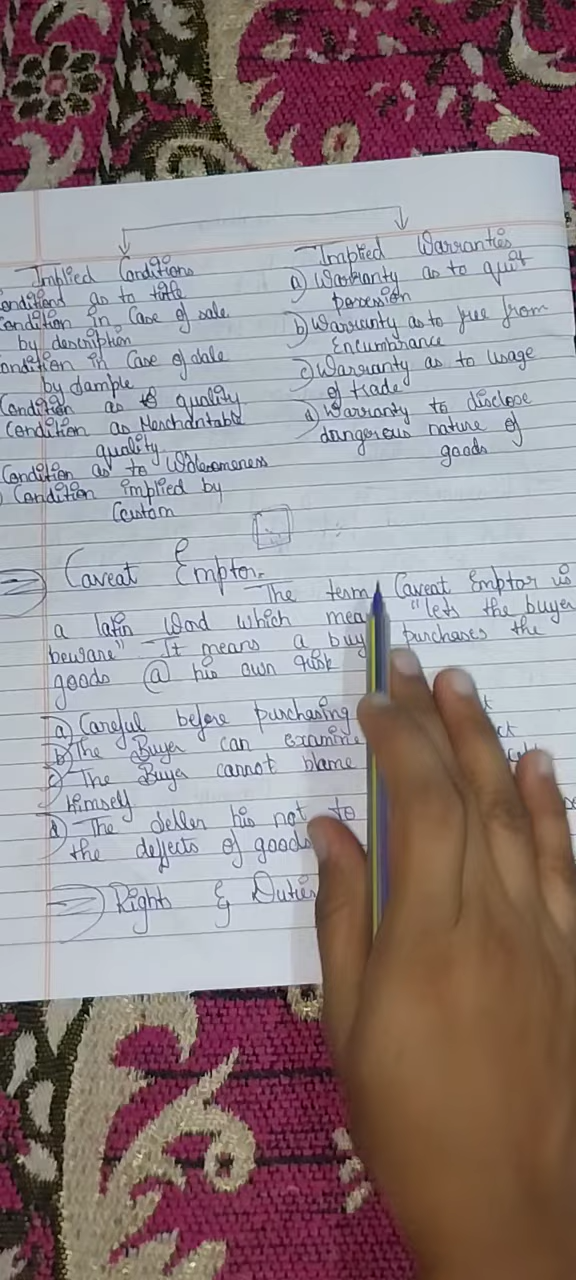 Implied Conditions
Conditiond as to title
Condition in Case of sale
by description
Condition in Case of sale
by sample
Condition as to quality
Condition as Merchantable
quality
Condition as to Wolesomeness
Condition implied by
Custom
Implied Warranties
a) Warranty as to quit
possession
b) Warranty as to free from
Encumbrance
c) Warranty as to usage
of trade
d) Warranty to disclose
dangerous nature of
goods
Caveat Emptor-
The term Caveat Emptor is
a latin Word which mea "lets the buyer
beware" It means a buy purchases the
goods @ his own risk
a) Careful before purchasing
b) The Buyer can examine
c) The Buyer cannot blame
himself
d) The seller his not to
the deffects of goods
Rights & Duties